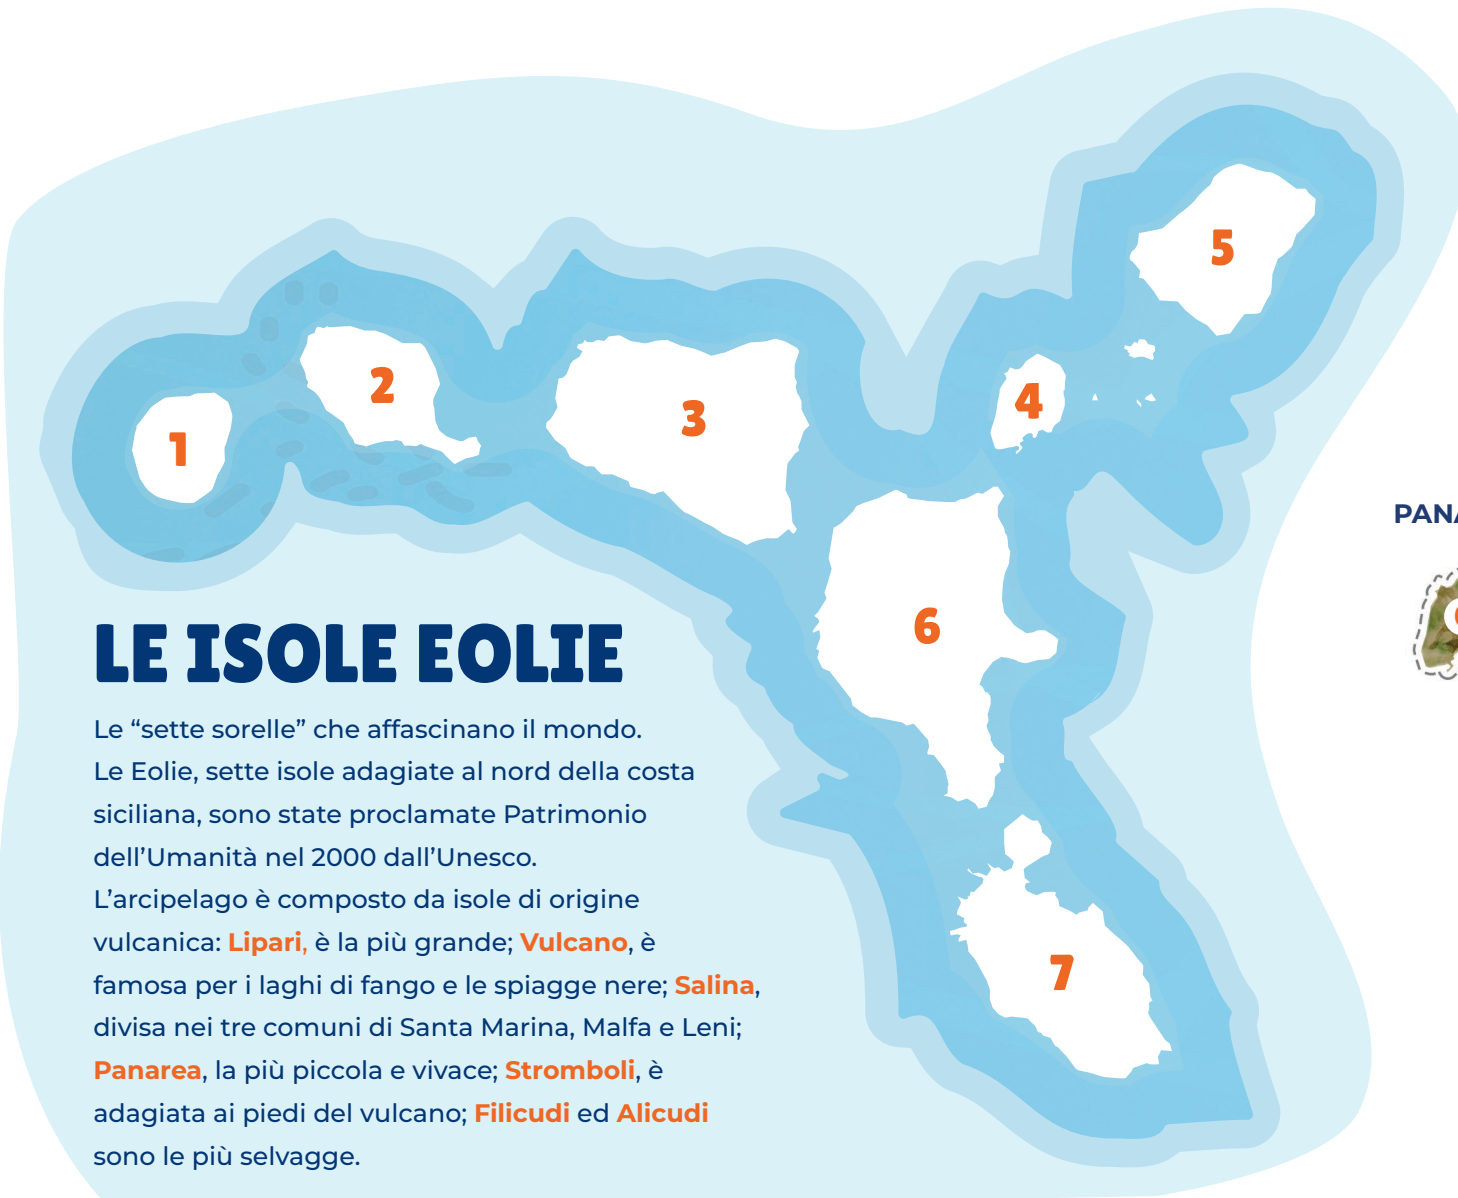 5
2
4
3
1
PANA
6
LE ISOLE EOLIE
Le “sette sorelle” che affascinano il mondo.
Le Eolie, sette isole adagiate al nord della costa
siciliana, sono state proclamate Patrimonio
dell’Umanità nel 2000 dall’Unesco.
L’arcipelago è composto da isole di origine
vulcanica: Lipari, è la più grande; Vulcano, è
famosa per i laghi di fango e le spiagge nere; Salina,
divisa nei tre comuni di Santa Marina, Malfa e Leni;
Panarea, la più piccola e vivace; Stromboli, è
adagiata ai piedi del vulcano; Filicudi ed Alicudi
sono le più selvagge.
7